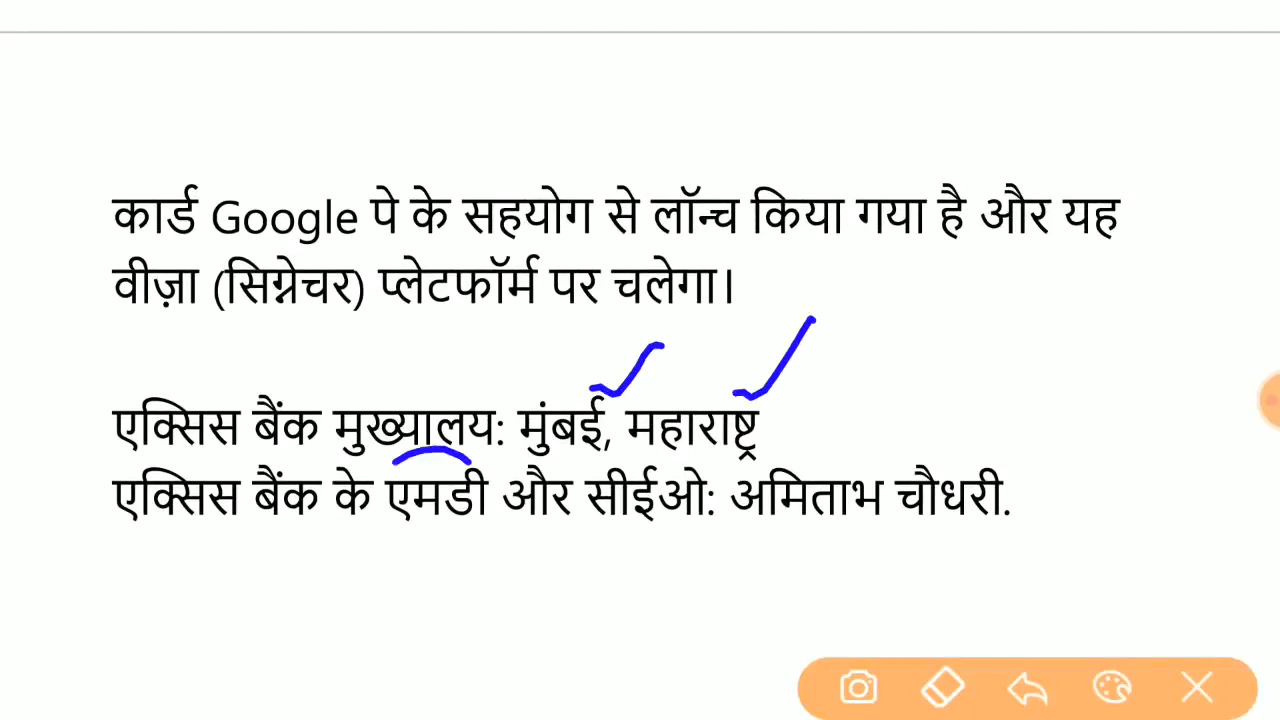 कार्ड Google पे के सहयोग से लॉन्च किया गया है और यह
वीज़ा (सिग्नेचर) प्लेटफॉर्म पर चलेगा।
एक्सिस बैंक मुख्यालय: मुंबई, महाराष्ट्र
एक्सिस बैंक के एमडी और सीईओ: अमिताभ चौधरी.